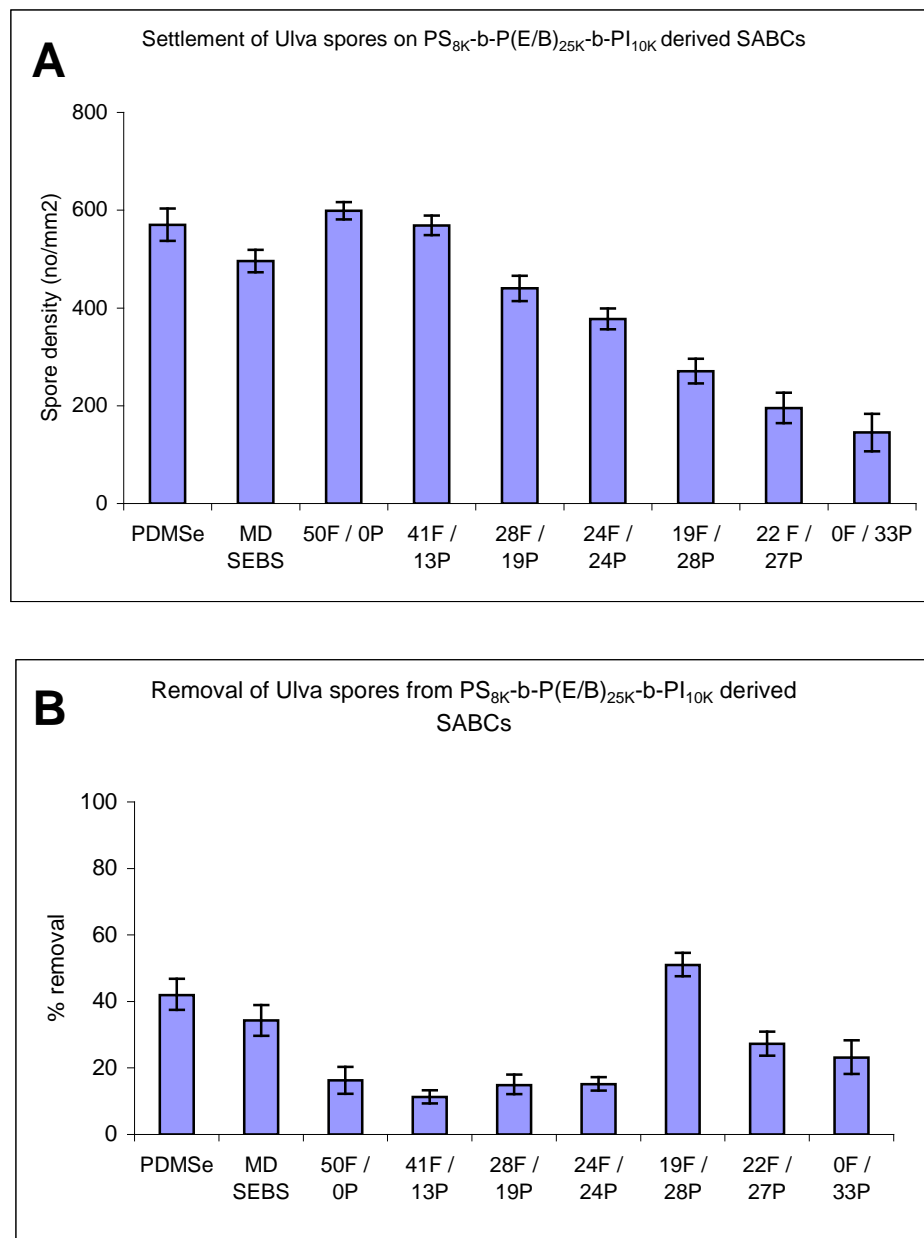 A
Settlement of Ulva spores on PS8K-b-P(E/B)25K-b-PI10K derived SABCs
Spore density (no/mm2)
800
600
400
200
0
PDMSe
MD
SEBS
50F / 0P
41F /
13P
28F /
19P
24F /
24P
19F /
28P
22 F /
27P
0F / 33P
B
Removal of Ulva spores from PS8K-b-P(E/B)25K-b-PI10K derived
SABCs
% removal
100
80
60
40
20
0
PDMSe
MD
SEBS
50F /
0P
41F /
13P
28F /
19P
24F /
24P
19F /
28P
22F /
27P
0F /
33P